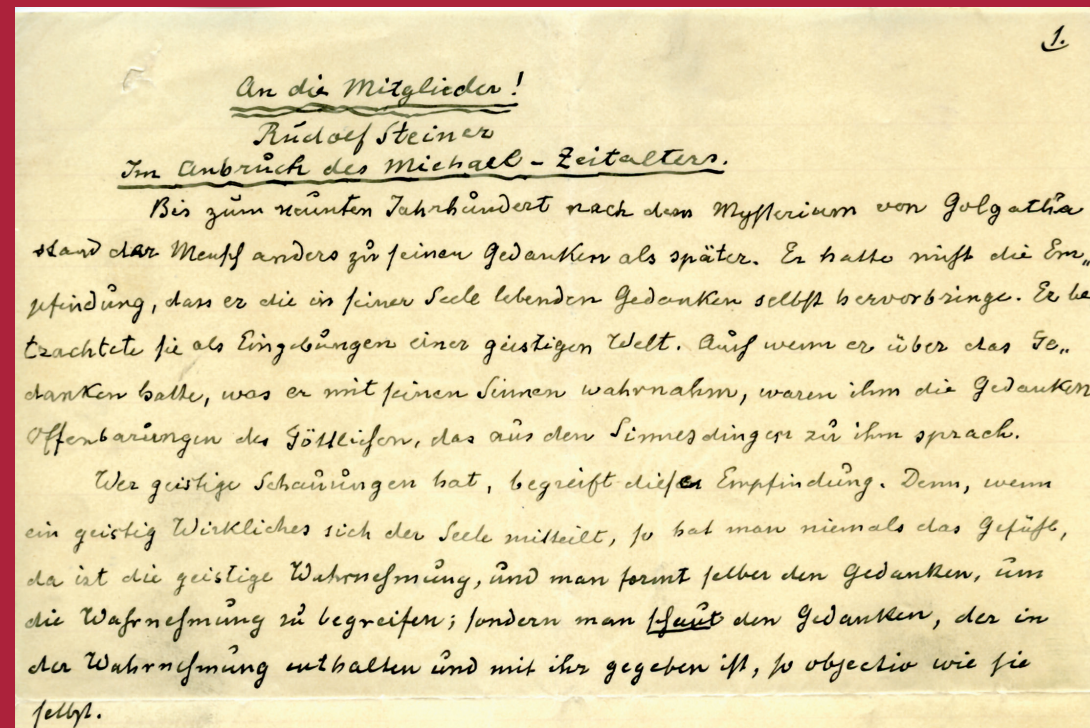 1.
An die Mitglieder!
Rudolf Steiner
Im Anbruch des Michael-Zeitalters.
Bis zum neunten Jahrhundert nach dem Mysterium von Golgatha
stand der Mensch anders zu seinen Gedanken als später. Er hatte nicht die Em„
pfindung, dass er die in seiner Seele lebenden Gedanken selbst hervorbringe. Er be
trachtete sie als Eingebungen einer geistigen Welt. Auch wenn er über das Ge„
danken hatte, was er mit seinen Sinnen wahrnahm, waren ihm die Gedanken
Offenbarungen des Göttlichen, das aus den Sinnesdingen zu ihm sprach.
Wer geistige Schauungen hat, begreift diese Empfindung. Denn, wenn
ein geistig Wirkliches sich der Seele mitteilt, so hat man niemals das Gefühl,
da ist die geistige Wahrnehmung, und man formt selber den Gedanken, um
die Wahrnehmung zu begreifen; sondern man schaut den Gedanken, der in
der Wahrnehmung enthalten und mit ihr gegeben ist, so objectiv wie sie
selbst.